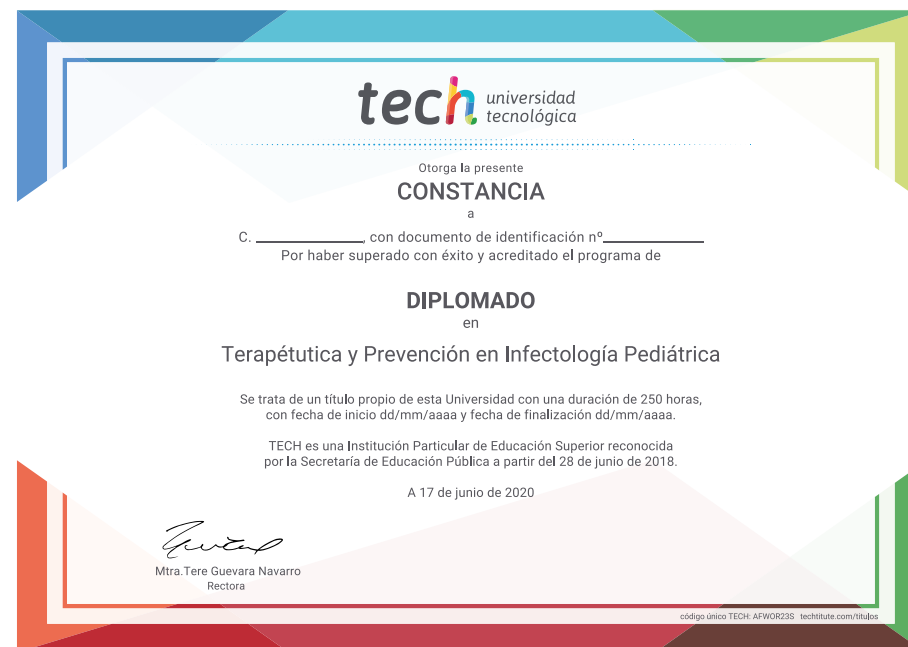 tech universidad
tecnológica
Otorga la presente
CONSTANCIA
a
C. ____________, con documento de identificación nº____________
Por haber superado con éxito y acreditado el programa de
DIPLOMADO
en
Terapétutica y Prevención en Infectología Pediátrica
Se trata de un título propio de esta Universidad con una duración de 250 horas,
con fecha de inicio dd/mm/aaaa y fecha de finalización dd/mm/aaaa.
TECH es una Institución Particular de Educación Superior reconocida
por la Secretaría de Educación Pública a partir del 28 de junio de 2018.
A 17 de junio de 2020
Mtra.Tere Guevara Navarro
Rectora
código único TECH: AFWOR23S techtitute.com/titulos